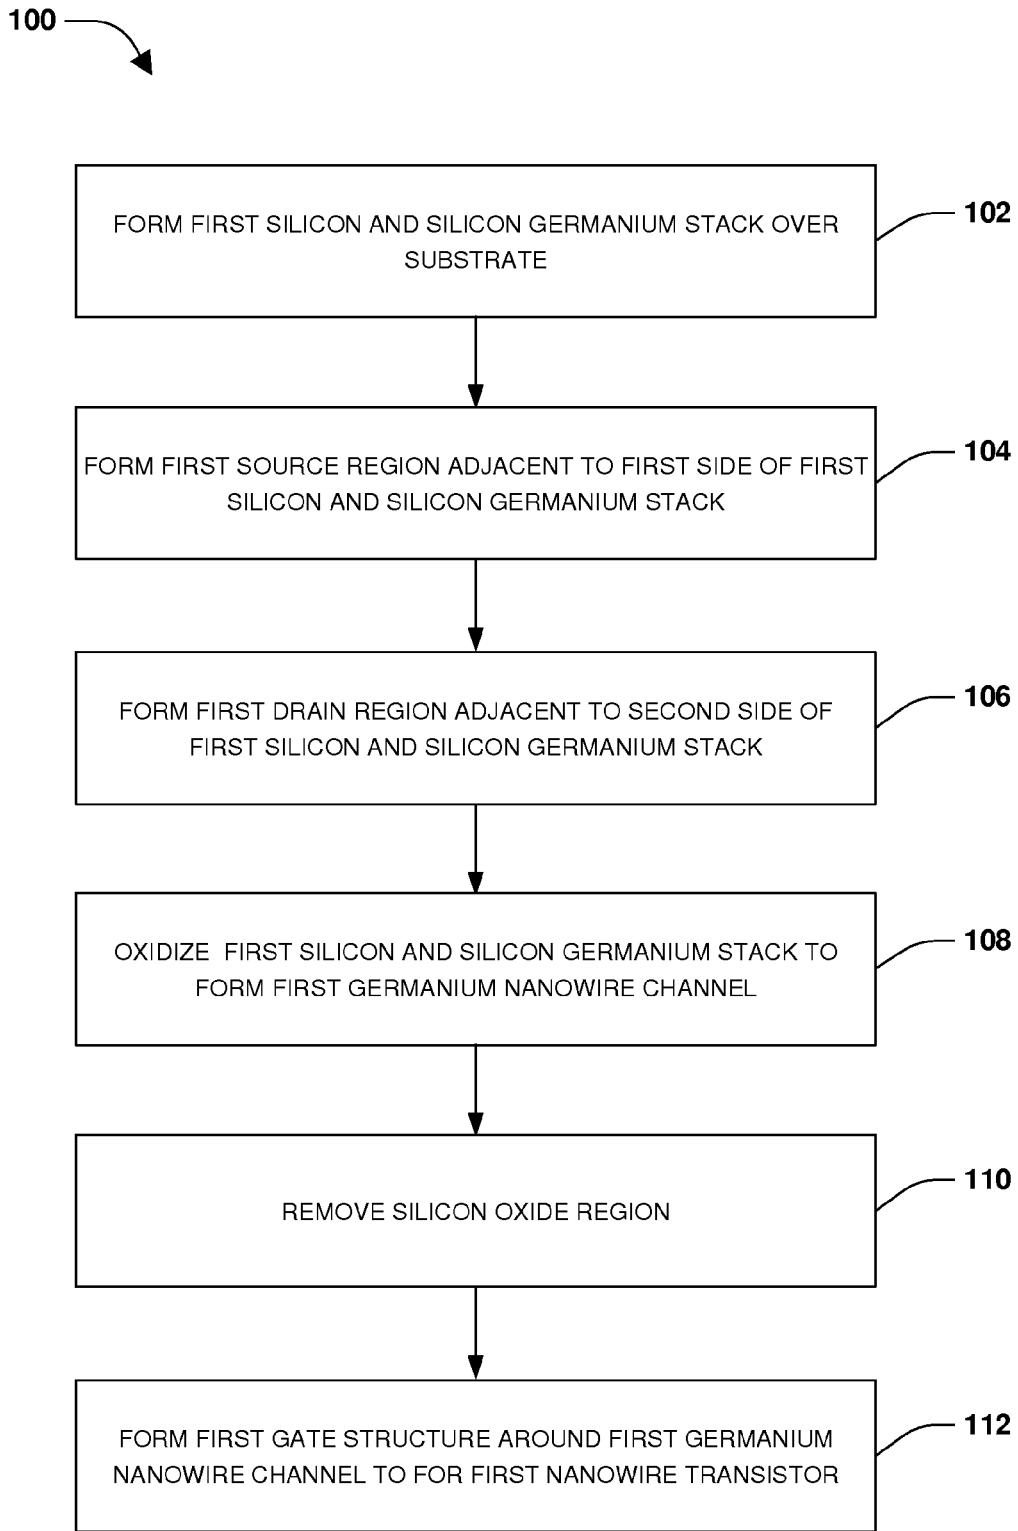 100
FORM FIRST SILICON AND SILICON GERMANIUM STACK OVER
SUBSTRATE
102
FORM FIRST SOURCE REGION ADJACENT TO FIRST SIDE OF FIRST
SILICON AND SILICON GERMANIUM STACK
104
FORM FIRST DRAIN REGION ADJACENT TO SECOND SIDE OF
FIRST SILICON AND SILICON GERMANIUM STACK
106
OXIDIZE FIRST SILICON AND SILICON GERMANIUM STACK TO
FORM FIRST GERMANIUM NANOWIRE CHANNEL
108
REMOVE SILICON OXIDE REGION
110
FORM FIRST GATE STRUCTURE AROUND FIRST GERMANIUM
NANOWIRE CHANNEL TO FOR FIRST NANOWIRE TRANSISTOR
112